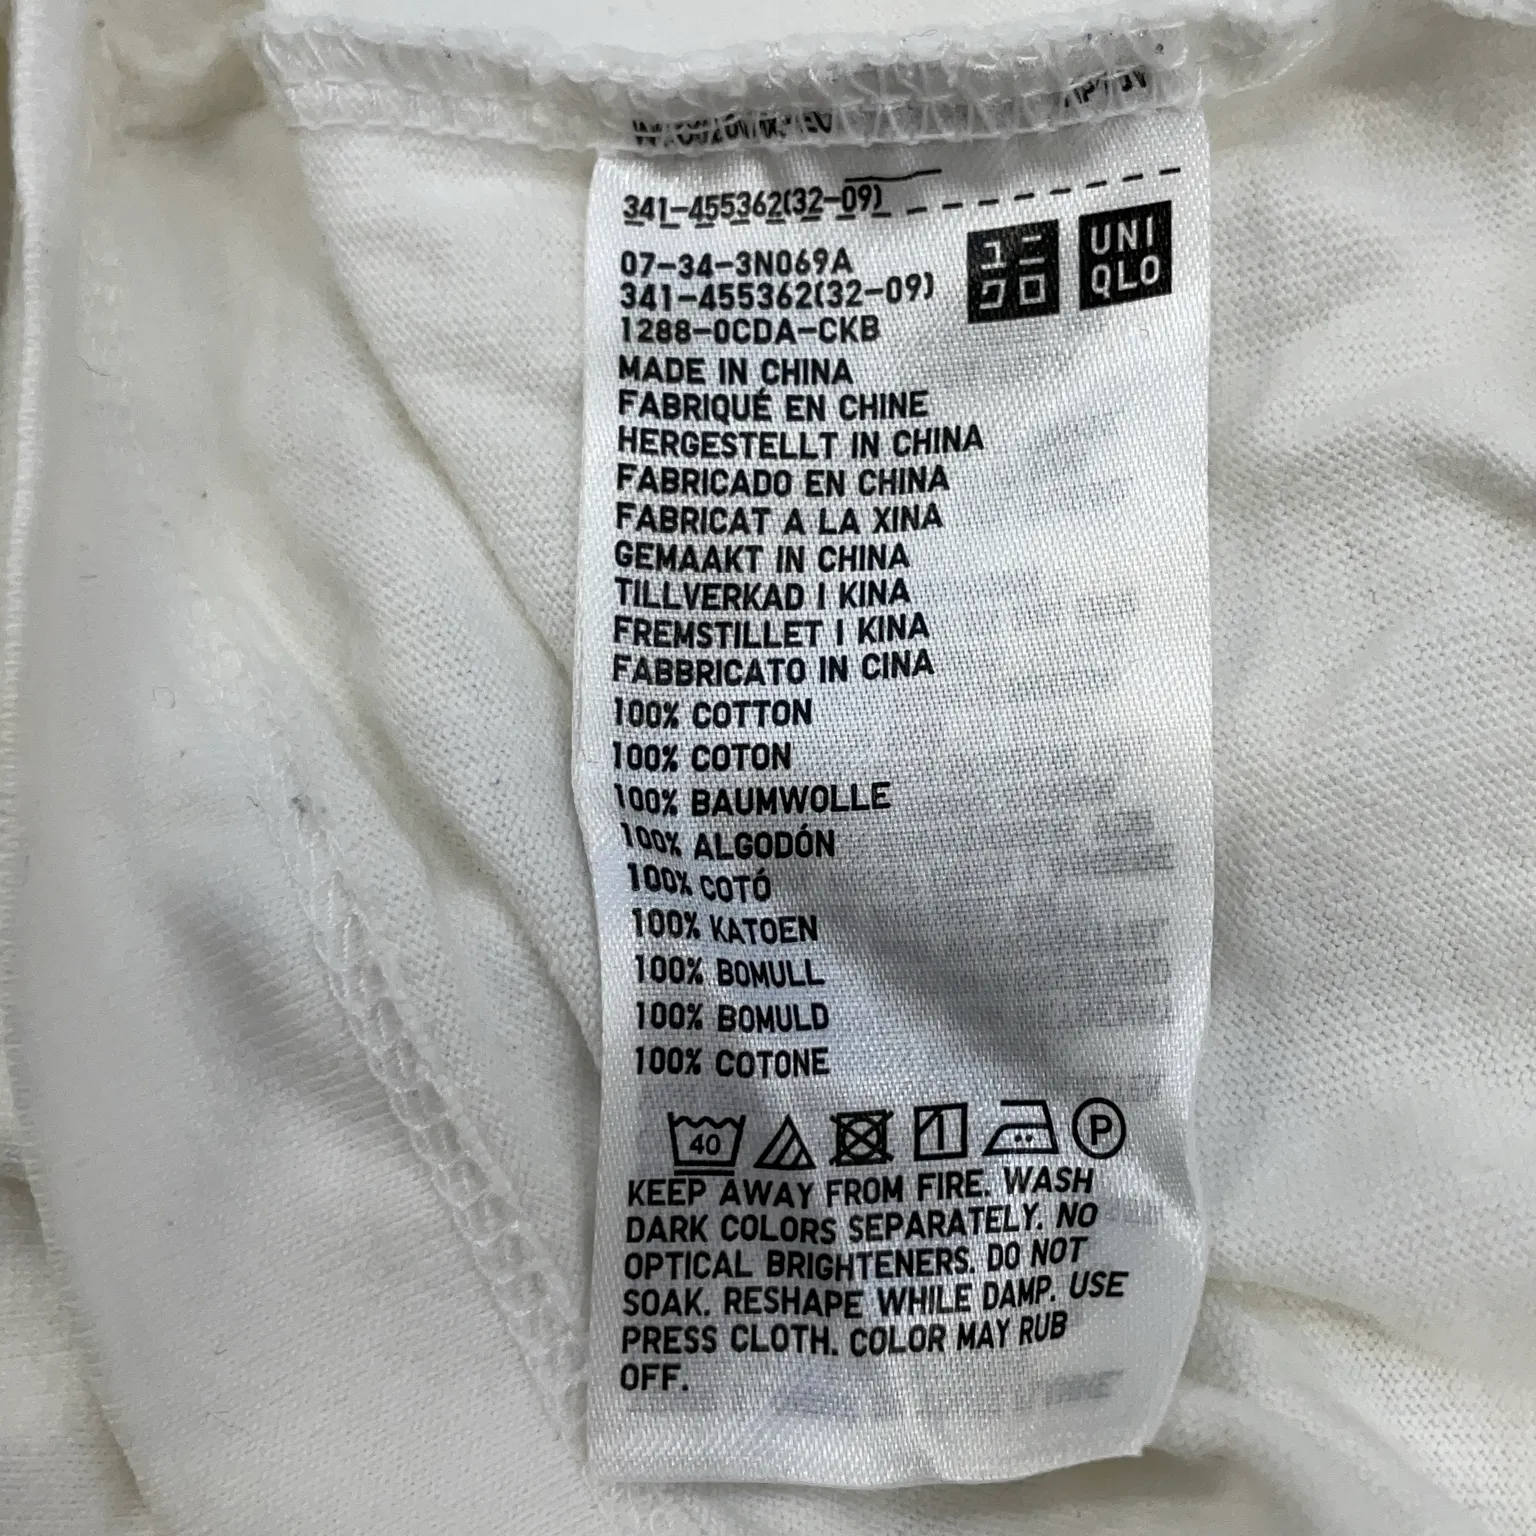 341-455362(32-09)
07-34-3N069A
341-455362(32-09)
1288-0CDA-CKB
ユニ
クロ
UNI
QLO
MADE IN CHINA
FABRIQUÉ EN CHINE
HERGESTELLT IN CHINA
FABRICADO EN CHINA
FABRICAT A LA XINA
GEMAAKT IN CHINA
TILLVERKAD I KINA
FREMSTILLET I KINA
FABBRICATO IN CINA
100% COTTON
100% COTON
100% BAUMWOLLE
100% ALGODÓN
100% COTÓ
100% KATOEN
100% BOMULL
100% BOMULD
100% COTONE
40
P
KEEP AWAY FROM FIRE. WASH
DARK COLORS SEPARATELY. NO
OPTICAL BRIGHTENERS. DO NOT
SOAK. RESHAPE WHILE DAMP. USE
PRESS CLOTH. COLOR MAY RUB
OFF.